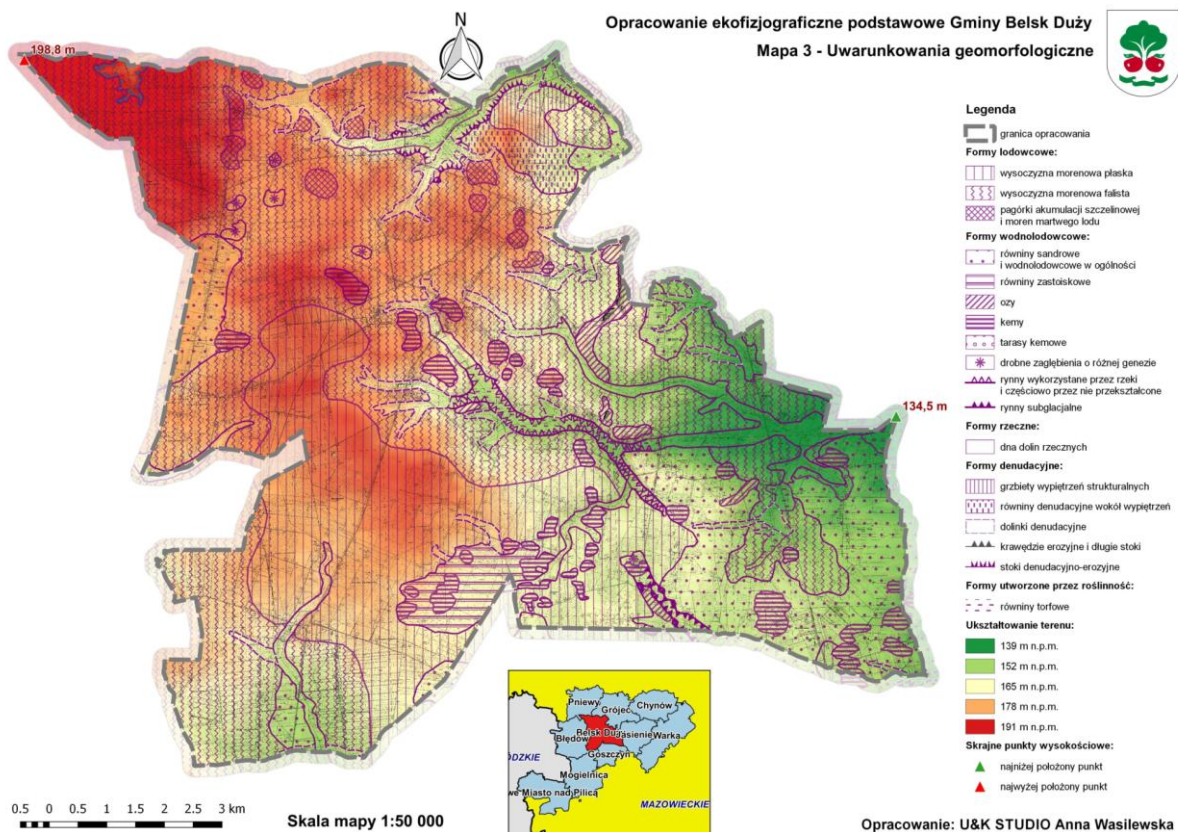 Opracowanie ekofizjograficzne podstawowe Gminy Belsk Duży
Mapa 3 - Uwarunkowania geomorfologiczne
N
198,8 m
134,5 m
Legenda
granica opracowania
Formy lodowcowe:
wysoczyzna morenowa płaska
wysoczyzna morenowa falista
pagórki akumulacji szczelinowej
i moren martwego lodu
Formy wodnolodowcowe:
równiny sandrowe
i wodnolodowcowe w ogólności
równiny zastoiskowe
ozy
kemy
tarasy kemowe
drobne zagłębienia o różnej genezie
rynny wykorzystane przez rzeki
i częściowo przez nie przekształcone
rynny subglacjalne
Formy rzeczne:
dna dolin rzecznych
Formy denudacyjne:
grzbiety wypiętrzeń strukturalnych
równiny denudacyjne wokół wypiętrzeń
dolinki denudacyjne
krawędzie erozyjne i długie stoki
stoki denudacyjno-erozyjne
Formy utworzone przez roślinność:
równiny torfowe
Ukształtowanie terenu:
139 m n.p.m.
152 m n.p.m.
165 m n.p.m.
178 m n.p.m.
191 m n.p.m.
Skrajne punkty wysokościowe:
najniżej położony punkt
najwyżej położony punkt
Pniewy
Grójec
Chynów
Belsk Duży
Jasieniec
Warka
Błędów
Goszczyn
ÓDZKIE
Mogielnica
we Miasto nad Pilicą
MAZOWIECKIE
0.5 0 0.5 1 1.5 2 2.5 3 km
Skala mapy 1:50 000
Opracowanie: U&K STUDIO Anna Wasilewska